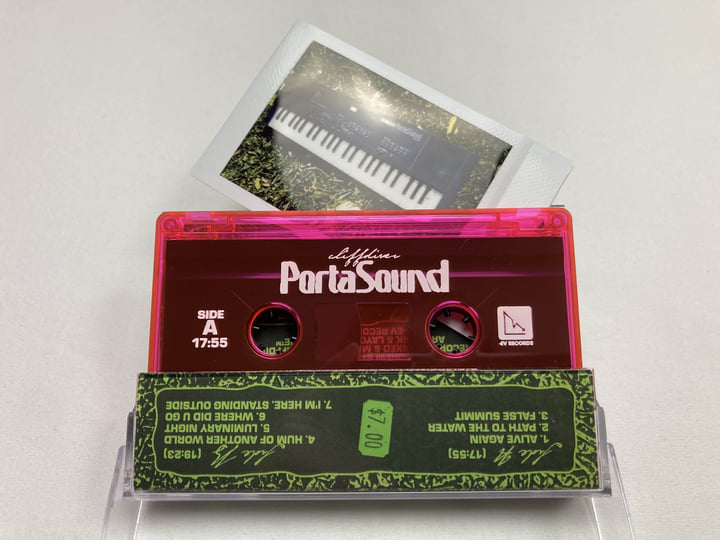 cliffdiver
PortaSound
SIDE
A
17:55
-EV RECORDS
$7.00
Side A (17:55)
1. ALIVE AGAIN
2. PATH TO THE WATER
3. FALSE SUMMIT
Side B (19:23)
4. HUM OF ANOTHER WORLD
5. LUMINARY NIGHT
6. WHERE DID U GO
7. I'M HERE. STANDING OUTSIDE